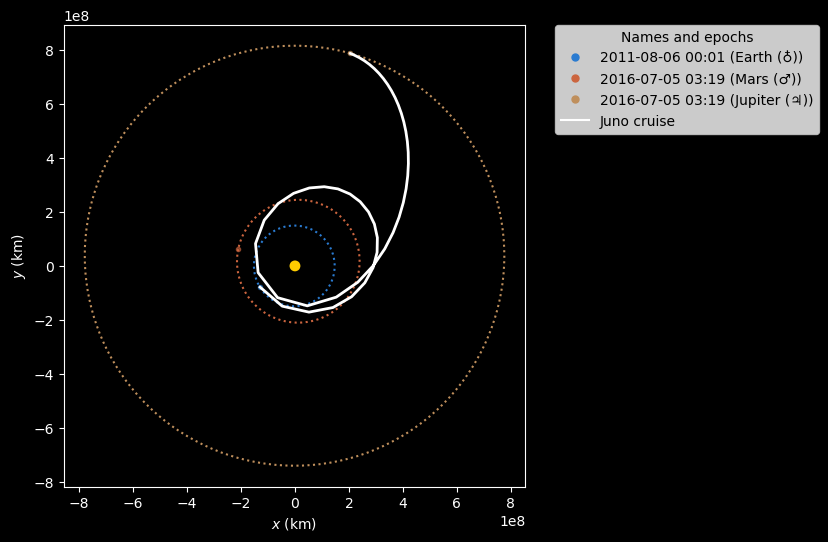 1e8
Names and epochs
2011-08-06 00:01 (Earth (♁))
2016-07-05 03:19 (Mars (♂))
2016-07-05 03:19 (Jupiter (♃))
Juno cruise
8
6
4
2
0
−2
−4
−6
−8
y (km)
−8 −6 −4 −2 0 2 4 6 8
x (km)
1e8